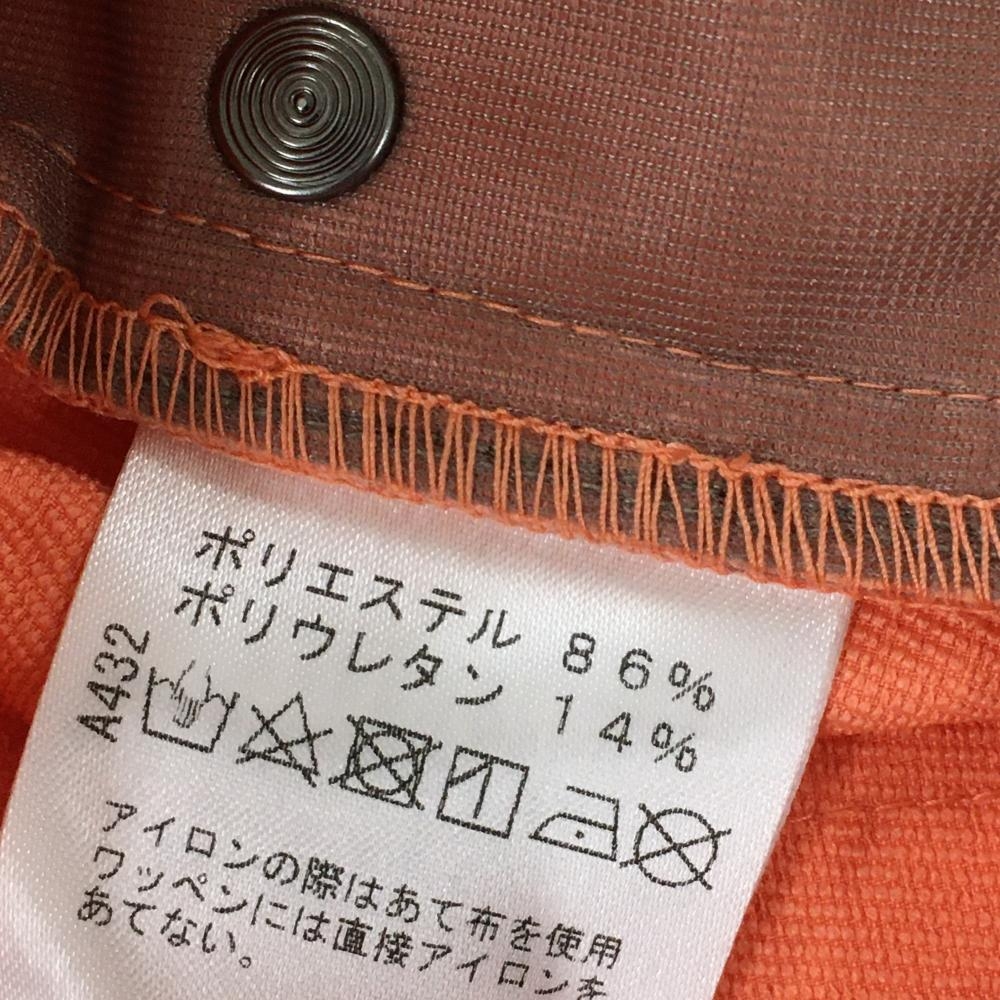 ポリエステル 86%
ポリウレタン 14%
A432
アイロンの際はあて布を使用
ワッペンには直接アイロンを
あてない。